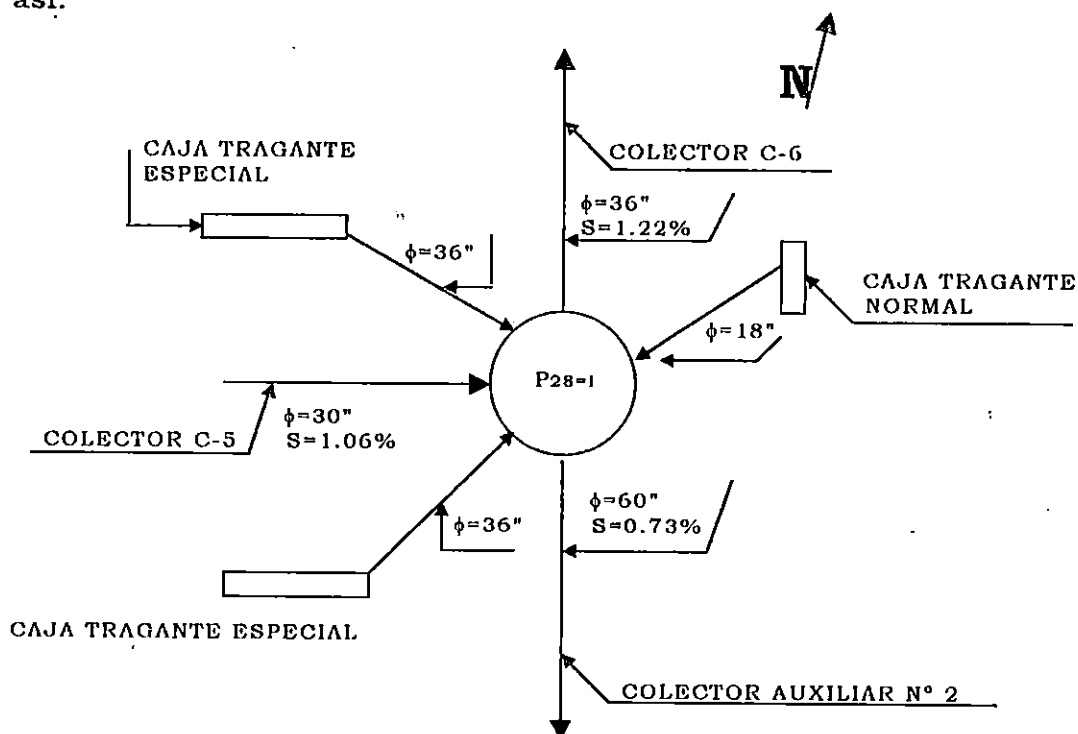 así:
N
CAJA TRAGANTE
ESPECIAL
COLECTOR C-6
ϕ=36"
S=1.22%
ϕ=36"
CAJA TRAGANTE
NORMAL
ϕ=18"
P28=1
ϕ=30"
S=1.06%
COLECTOR C-5
ϕ=60"
S=0.73%
ϕ=36"
CAJA TRAGANTE ESPECIAL
COLECTOR AUXILIAR Nº 2